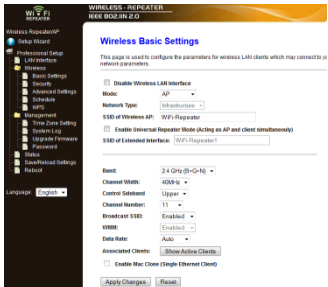 Wi Fi
REPEATER
WIRELESS - REPEATER
IEEE 802.11N 2.0
Wireless Repeater/AP
Setup Wizard
Professional Setup
LAN Interface
Wireless
Basic Settings
Security
Advanced Settings
Schedule
WPS
Management
Time Zone Setting
System Log
Upgrade Firmware
Password
Status
Save/Reload Settings
Reboot
Language: English
Wireless Basic Settings
This page is used to configure the parameters for wireless LAN clients which may connect to yo
network parameters.
Disable Wireless LAN Interface
Mode: AP
Network Type: Infrastructure
SSID of Wireless AP: WiFi-Repeater
Enable Universal Repeater Mode (Acting as AP and client simultaneouly)
SSID of Extended Interface: WiFi-Repeater1
Band: 2.4 GHz (B+G+N)
Channel Width: 40MHz
Control Sideband Upper
Channel Number: 11
Broadcast SSID: Enabled
WMM: Enabled
Data Rate: Auto
Associated Clients: Show Active Clients
Enable Mac Clone (Single Ethernet Client)
Apply Changes Reset